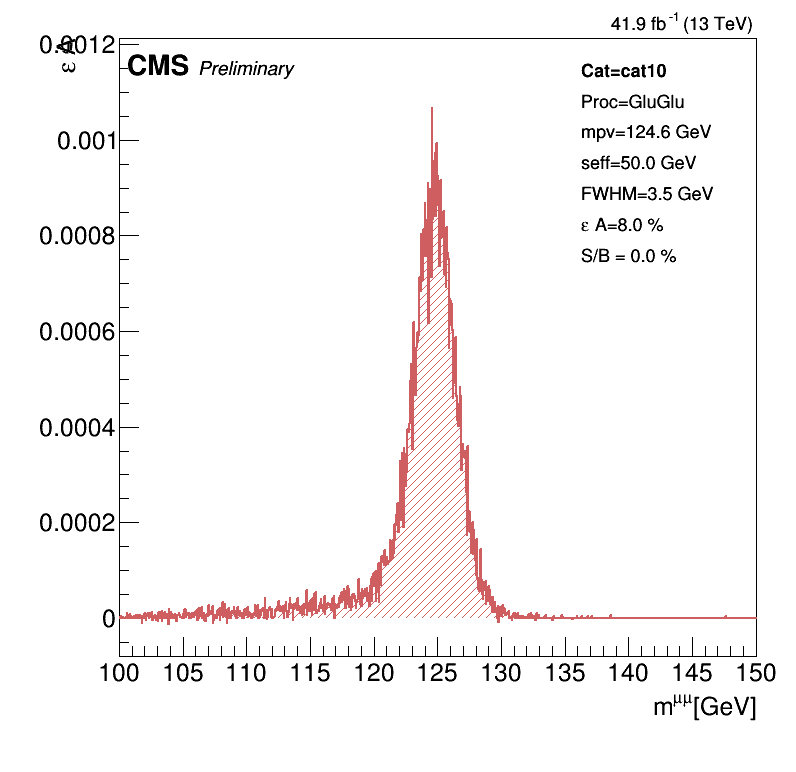 41.9 fb-1 (13 TeV)
ε A
0.0012
CMS Preliminary
Cat=cat10
Proc=GluGlu
mpv=124.6 GeV
seff=50.0 GeV
FWHM=3.5 GeV
ε A=8.0 %
S/B = 0.0 %
0.001
0.0008
0.0006
0.0004
0.0002
0
100 105 110 115 120 125 130 135 140 145 150
mμμ[GeV]